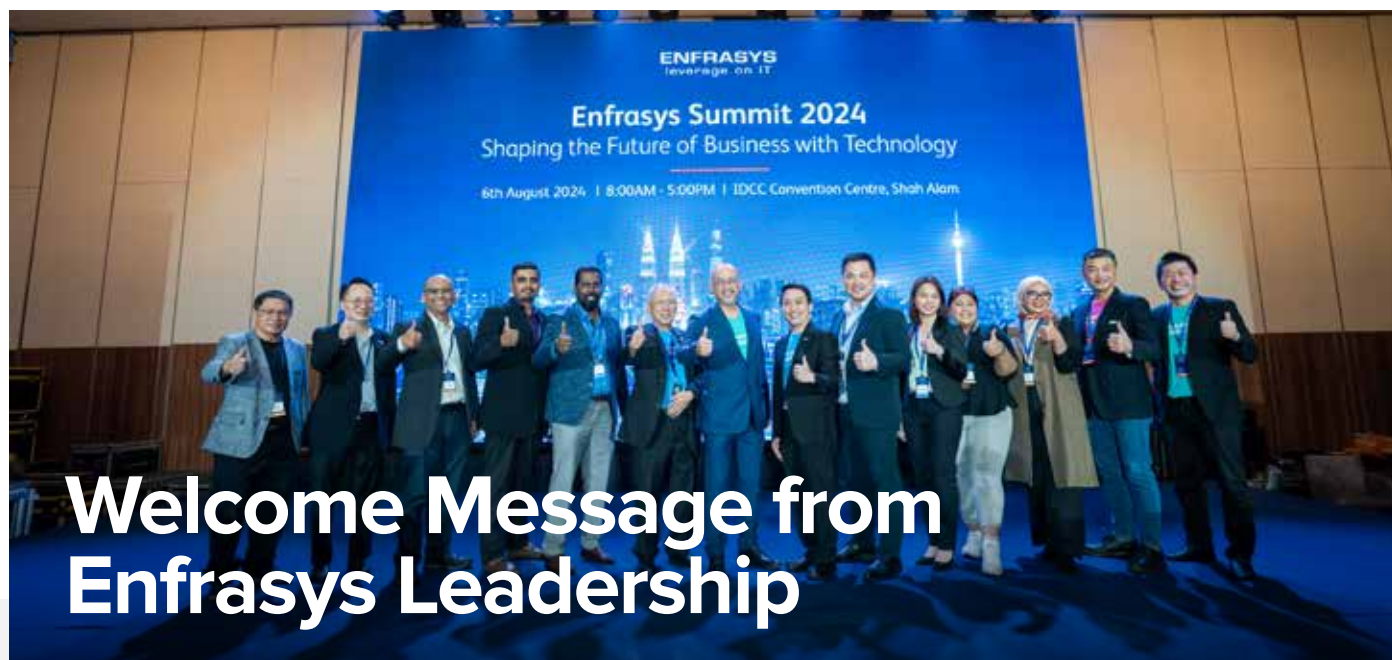 ENFRASYS
leverage on IT
Enfrasys Summit 2024
Shaping the Future of Business with Technology
6th August 2024 | 8:00AM - 5:00PM | IDCC Convention Centre, Shah Alam
Welcome Message from
Enfrasys Leadership